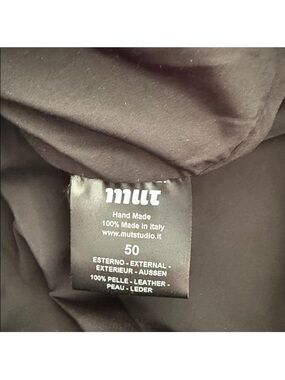 mut
Hand Made
100% Made in Italy
www.mutstudio.it
50
ESTERNO - EXTERNAL -
EXTERIEUR - AUSSEN
100% PELLE - LEATHER -
PEAU - LEDER